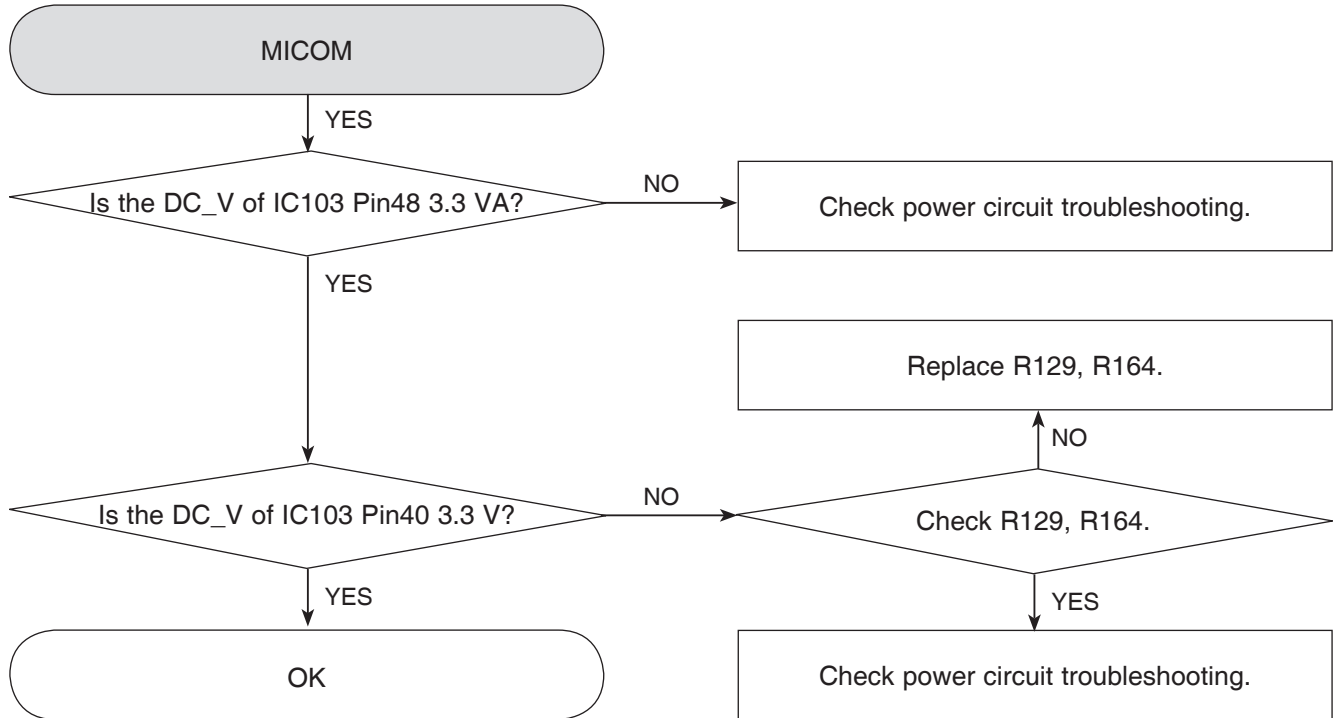 MICOM
YES
Is the DC_V of IC103 Pin48 3.3 VA?
NO
Check power circuit troubleshooting.
YES
Replace R129, R164.
NO
Is the DC_V of IC103 Pin40 3.3 V?
NO
Check R129, R164.
YES
YES
OK
Check power circuit troubleshooting.